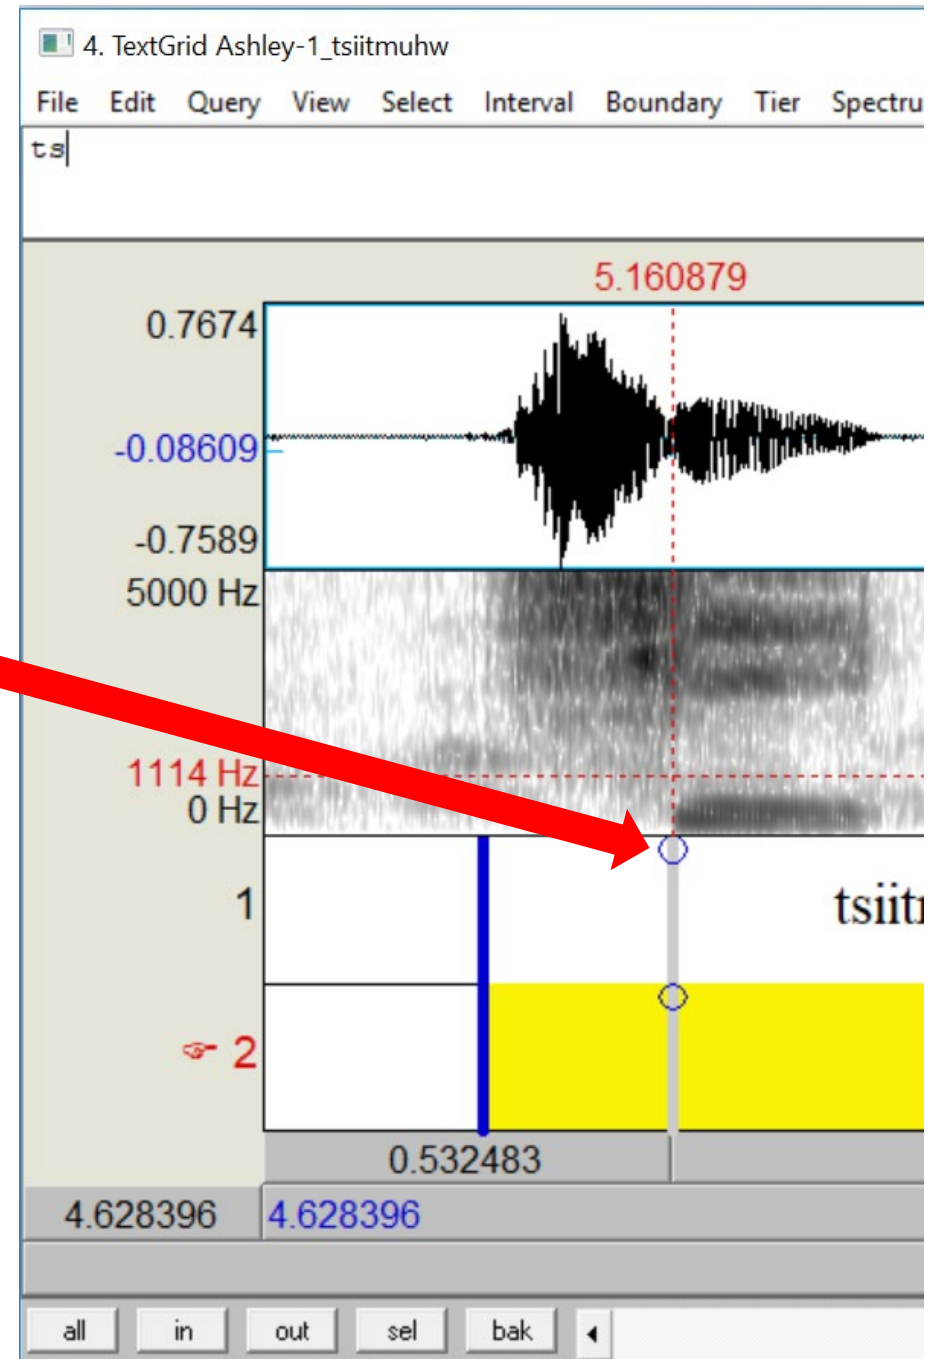 4. TextGrid Ashley-1_tsiitmuhw
File Edit Query View Select Interval Boundary Tier Spectru
ts
5.160879
0.7674
-0.08609
-0.7589
5000 Hz
1114 Hz
0 Hz
1 tsiit
☞ 2
0.532483
4.628396 4.628396
all in out sel bak